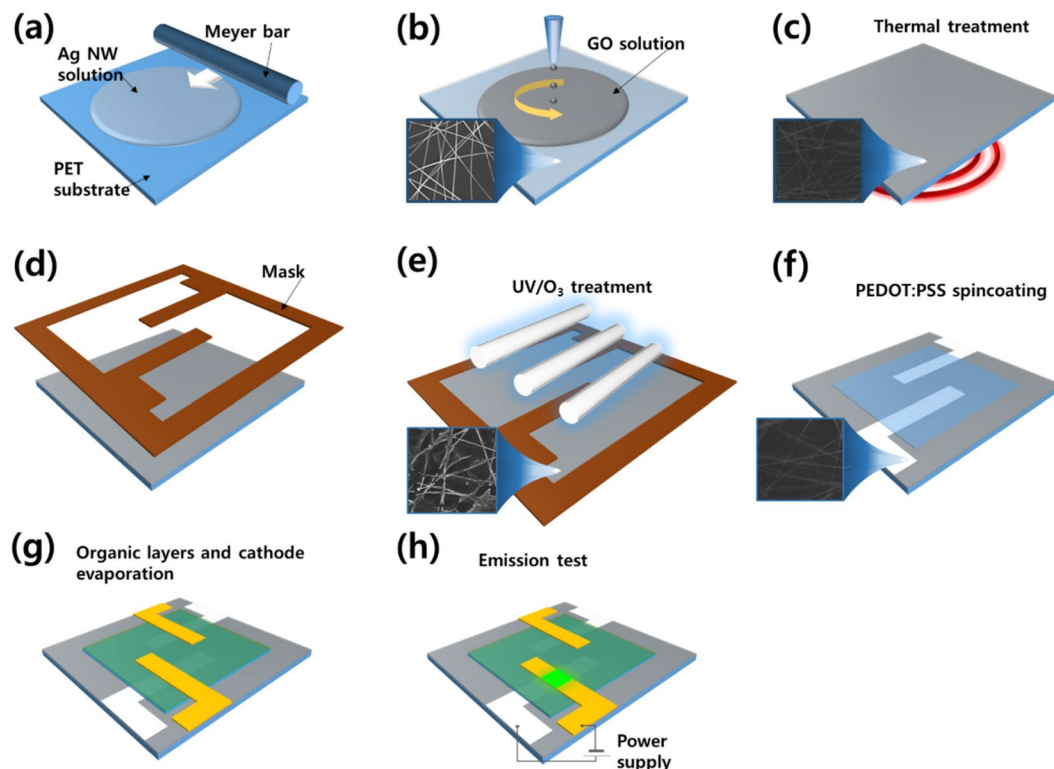 (a)
Meyer bar
Ag NW
solution
PET
substrate
(b)
GO solution
(c)
Thermal treatment
(d)
Mask
(e)
UV/O₃ treatment
(f)
PEDOT:PSS spincoating
(g)
Organic layers and cathode
evaporation
(h)
Emission test
Power
supply